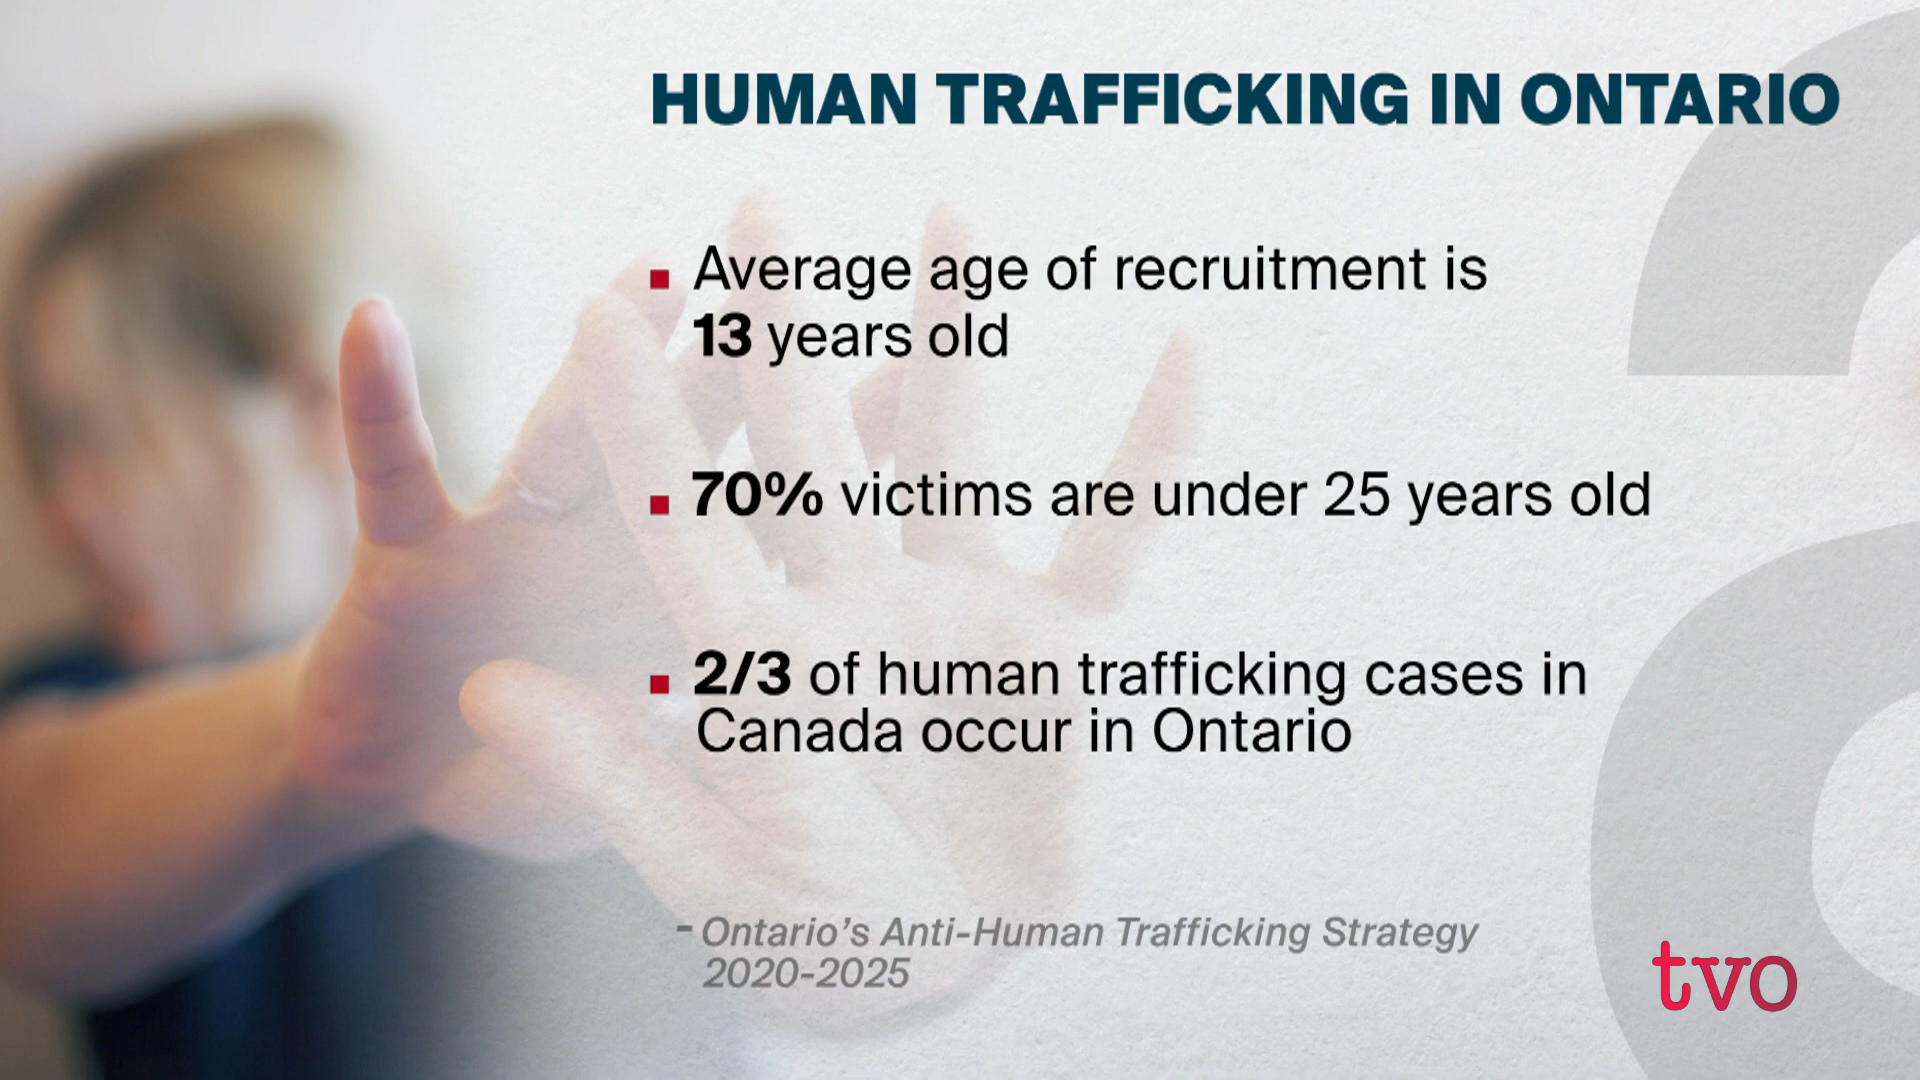 HUMAN TRAFFICKING IN ONTARIO
▪ Average age of recruitment is
13 years old
▪ 70% victims are under 25 years old
▪ 2/3 of human trafficking cases in
Canada occur in Ontario
- Ontario's Anti-Human Trafficking Strategy
2020-2025
tvo